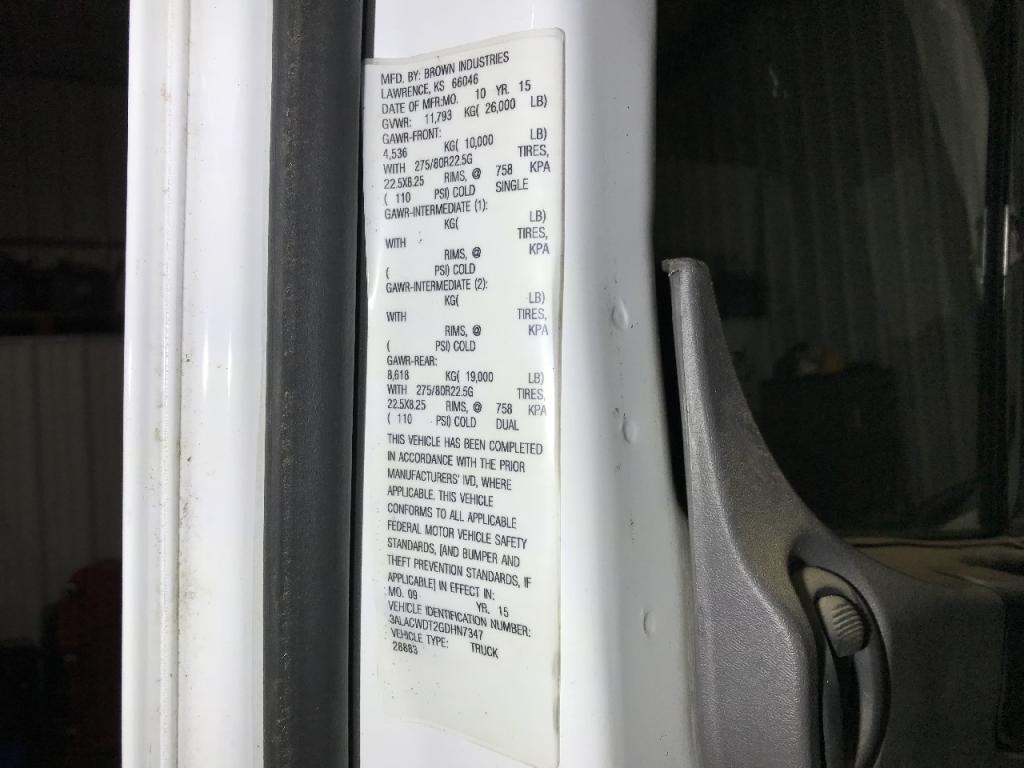 MFD. BY: BROWN INDUSTRIES
LAWRENCE, KS 66046
DATE OF MFR:MO. 10 YR. 15
GVWR: 11,793 KG( 26,000 LB)
GAWR-FRONT:
4,536 KG( 10,000 LB)
WITH 275/80R22.5G TIRES,
22.5X8.25 RIMS, @ 758 KPA
( 110 PSI) COLD SINGLE
GAWR-INTERMEDIATE (1):
KG( LB)
WITH TIRES,
RIMS, @ KPA
( PSI) COLD
GAWR-INTERMEDIATE (2):
KG( LB)
WITH TIRES,
RIMS, @ KPA
( PSI) COLD
GAWR-REAR:
8,618 KG( 19,000 LB)
WITH 275/80R22.5G TIRES,
22.5X8.25 RIMS, @ 758 KPA
( 110 PSI) COLD DUAL
THIS VEHICLE HAS BEEN COMPLETED
IN ACCORDANCE WITH THE PRIOR
MANUFACTURERS' IVD, WHERE
APPLICABLE. THIS VEHICLE
CONFORMS TO ALL APPLICABLE
FEDERAL MOTOR VEHICLE SAFETY
STANDARDS, [AND BUMPER AND
THEFT PREVENTION STANDARDS, IF
APPLICABLE] IN EFFECT IN:
MO. 09 YR. 15
VEHICLE IDENTIFICATION NUMBER:
3ALACWDT2GDHN7347
VEHICLE TYPE: TRUCK
28883